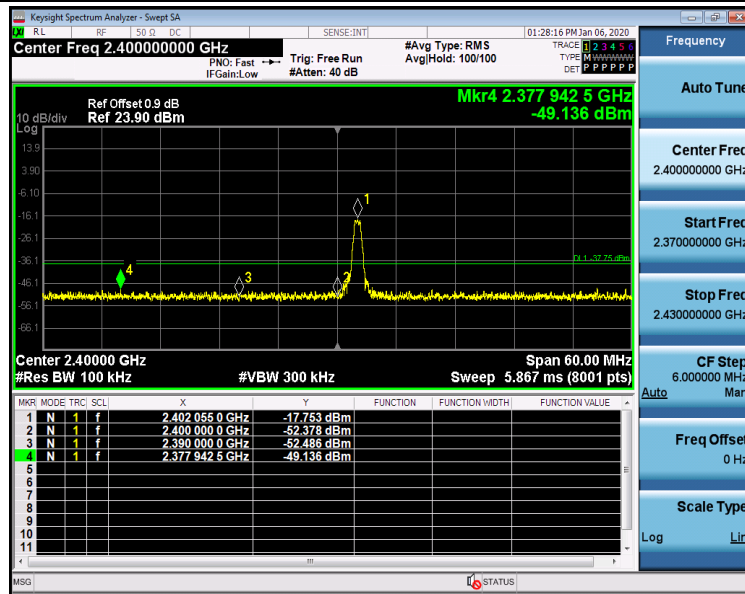 Keysight Spectrum Analyzer - Swept SA
LXI RL RF 50 Ω DC SENSE:INT 01:28:16 PM Jan 06, 2020
Center Freq 2.400000000 GHz
PNO: Fast
IFGain:Low
Trig: Free Run
#Atten: 40 dB
#Avg Type: RMS
Avg|Hold: 100/100
TRACE 1 2 3 4 5 6
TYPE M W W W W W
DET P P P P P P
Mkr4 2.377 942 5 GHz
-49.136 dBm
Ref Offset 0.9 dB
10 dB/div Ref 23.90 dBm
Log
13.9
3.90
-6.10
-16.1
-26.1
-36.1
-46.1
-56.1
-66.1
1
2
3
4
DL1 -37.75 dBm
Center 2.40000 GHz Span 60.00 MHz
#Res BW 100 kHz #VBW 300 kHz Sweep 5.867 ms (8001 pts)
MKR MODE TRC SCL X Y FUNCTION FUNCTION WIDTH FUNCTION VALUE
1 N 1 f 2.402 055 0 GHz -17.753 dBm
2 N 1 f 2.400 000 0 GHz -52.378 dBm
3 N 1 f 2.390 000 0 GHz -52.486 dBm
4 N 1 f 2.377 942 5 GHz -49.136 dBm
5
6
7
8
9
10
11
MSG STATUS
Frequency
Auto Tune
Center Freq
2.400000000 GHz
Start Freq
2.370000000 GHz
Stop Freq
2.430000000 GHz
CF Step
6.000000 MHz
Auto Man
Freq Offset
0 Hz
Scale Type
Log Lin